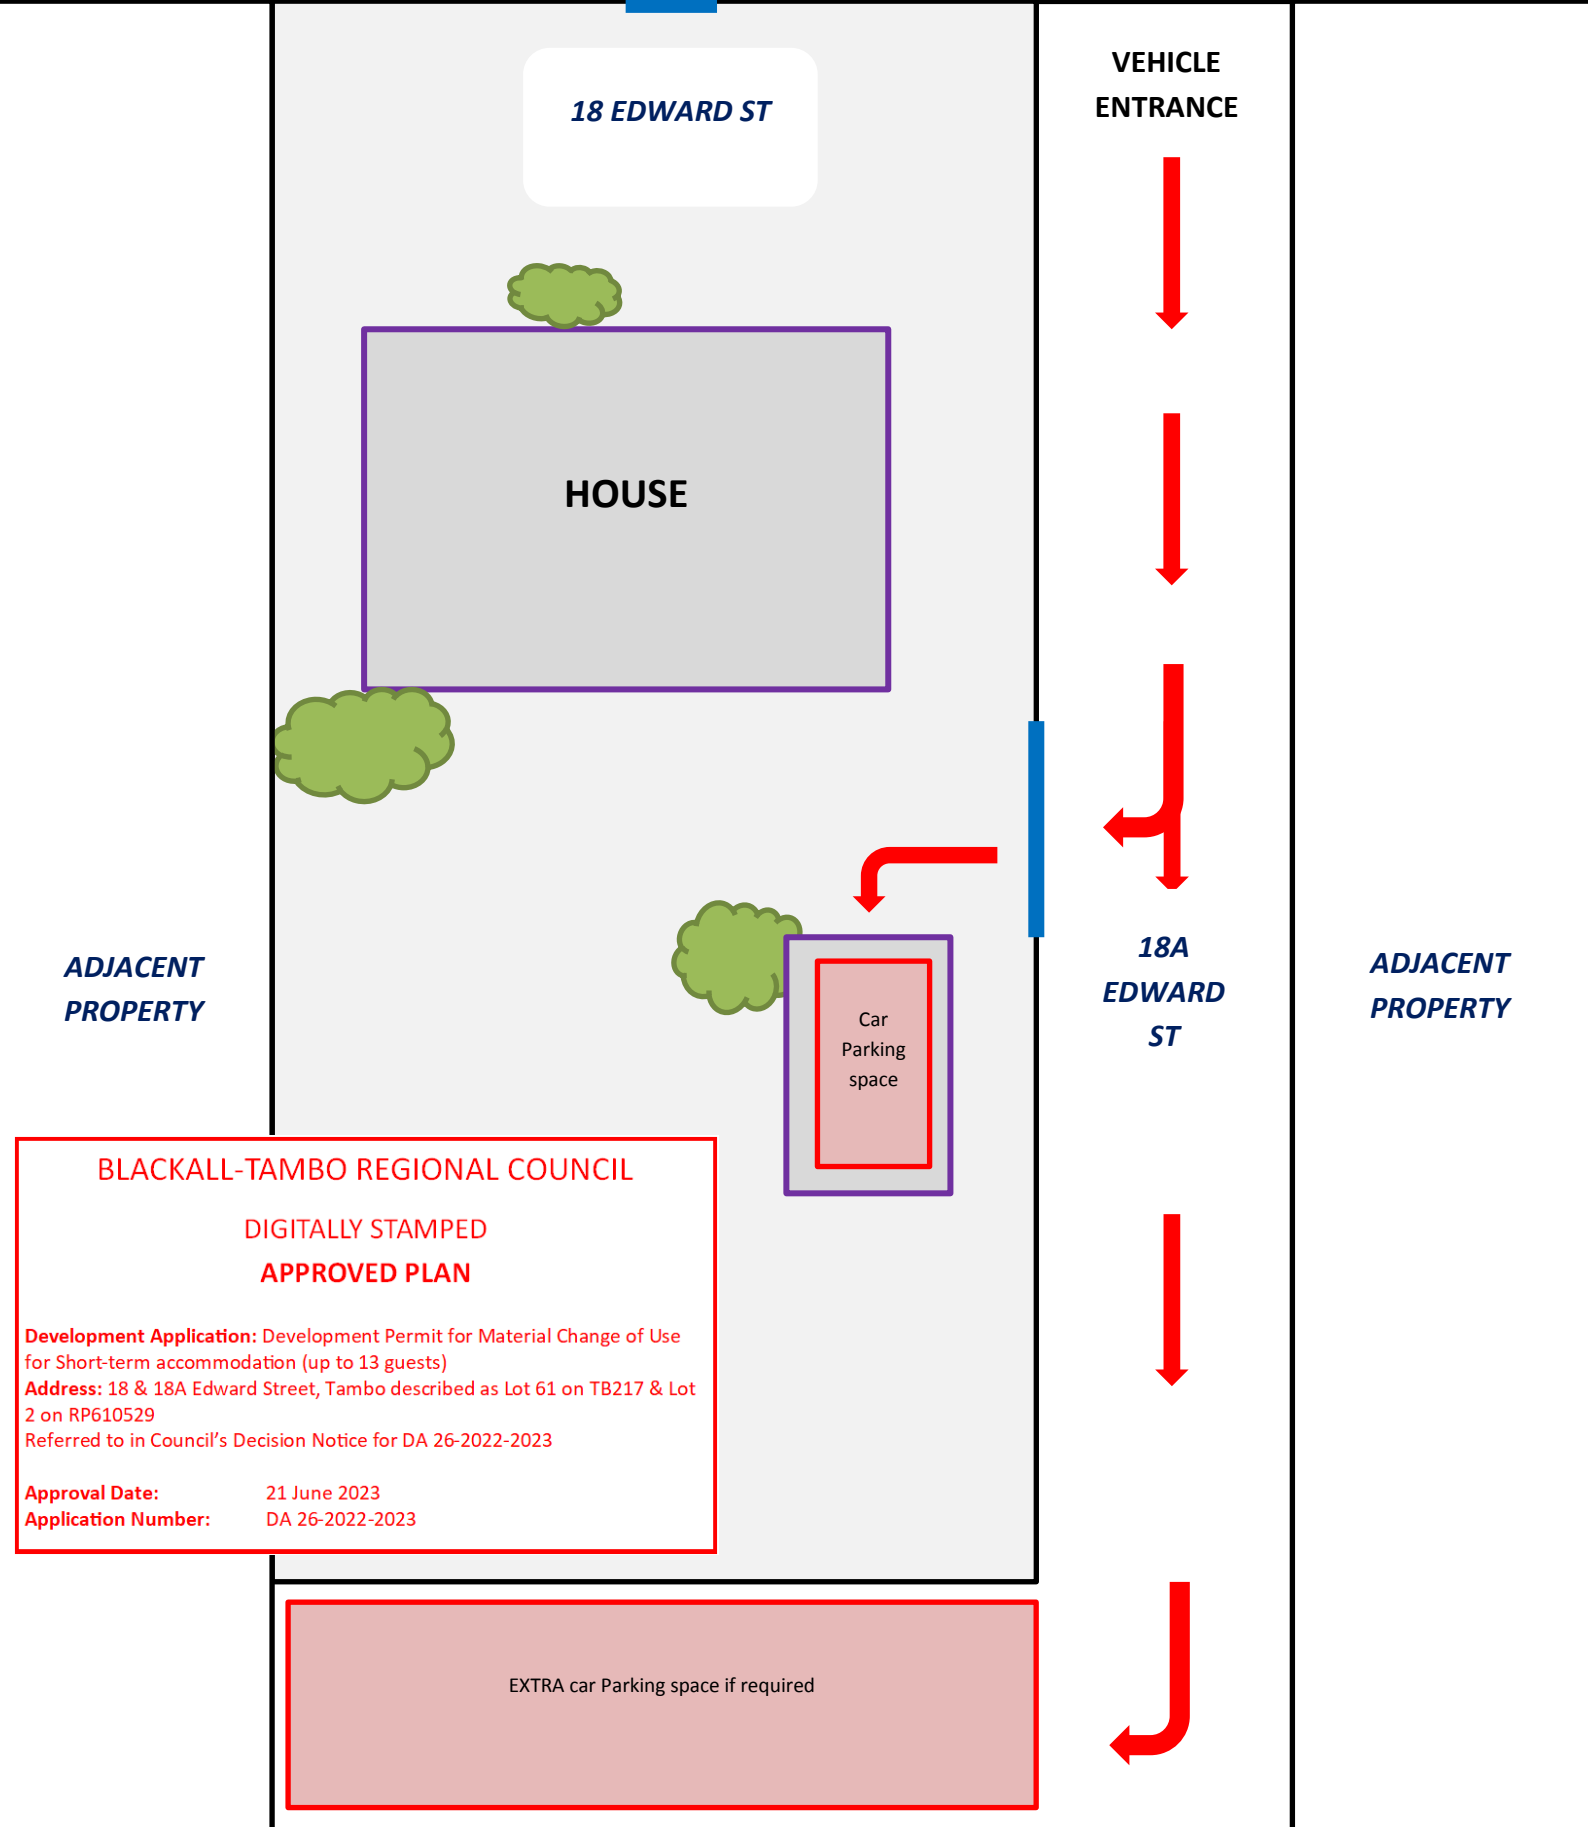 18 EDWARD ST
VEHICLE
ENTRANCE
HOUSE
ADJACENT
PROPERTY
18A
EDWARD
ST
ADJACENT
PROPERTY
Car
Parking
space
BLACKALL-TAMBO REGIONAL COUNCIL
DIGITALLY STAMPED
APPROVED PLAN
Development Application: Development Permit for Material Change of Use
for Short-term accommodation (up to 13 guests)
Address: 18 & 18A Edward Street, Tambo described as Lot 61 on TB217 & Lot
2 on RP610529
Referred to in Council’s Decision Notice for DA 26-2022-2023
Approval Date: 21 June 2023
Application Number: DA 26-2022-2023
EXTRA car Parking space if required